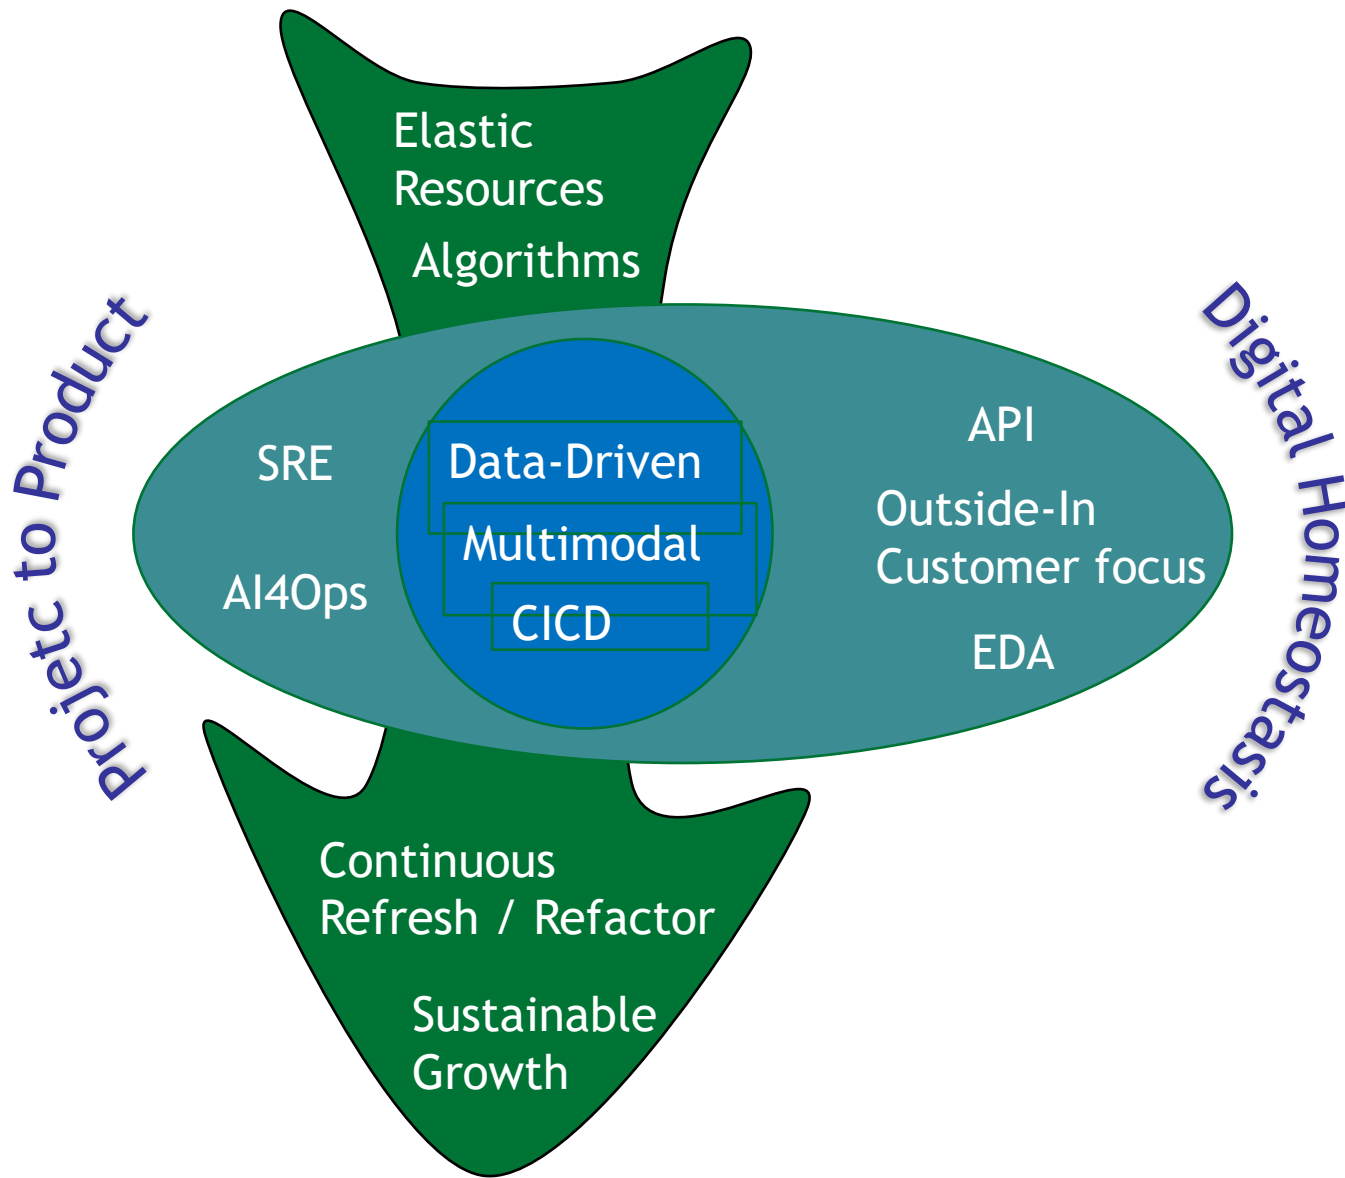 Elastic
Resources
Algorithms
Projetc to Product
Digital Homeostasis
SRE
AI4Ops
Data-Driven
Multimodal
CICD
API
Outside-In
Customer focus
EDA
Continuous
Refresh / Refactor
Sustainable
Growth